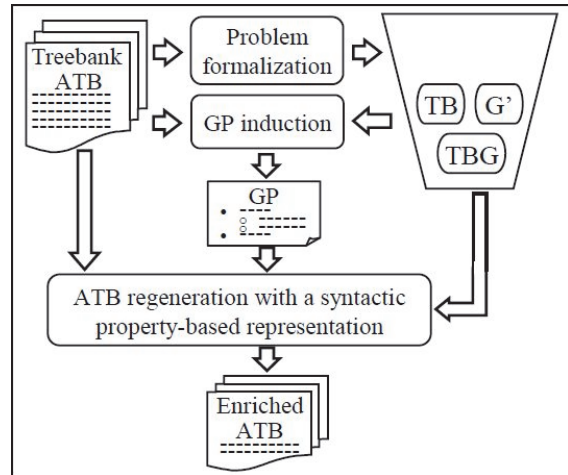 Treebank
ATB
Problem
formalization
TB
G’
TBG
GP induction
GP
ATB regeneration with a syntactic
property-based representation
Enriched
ATB